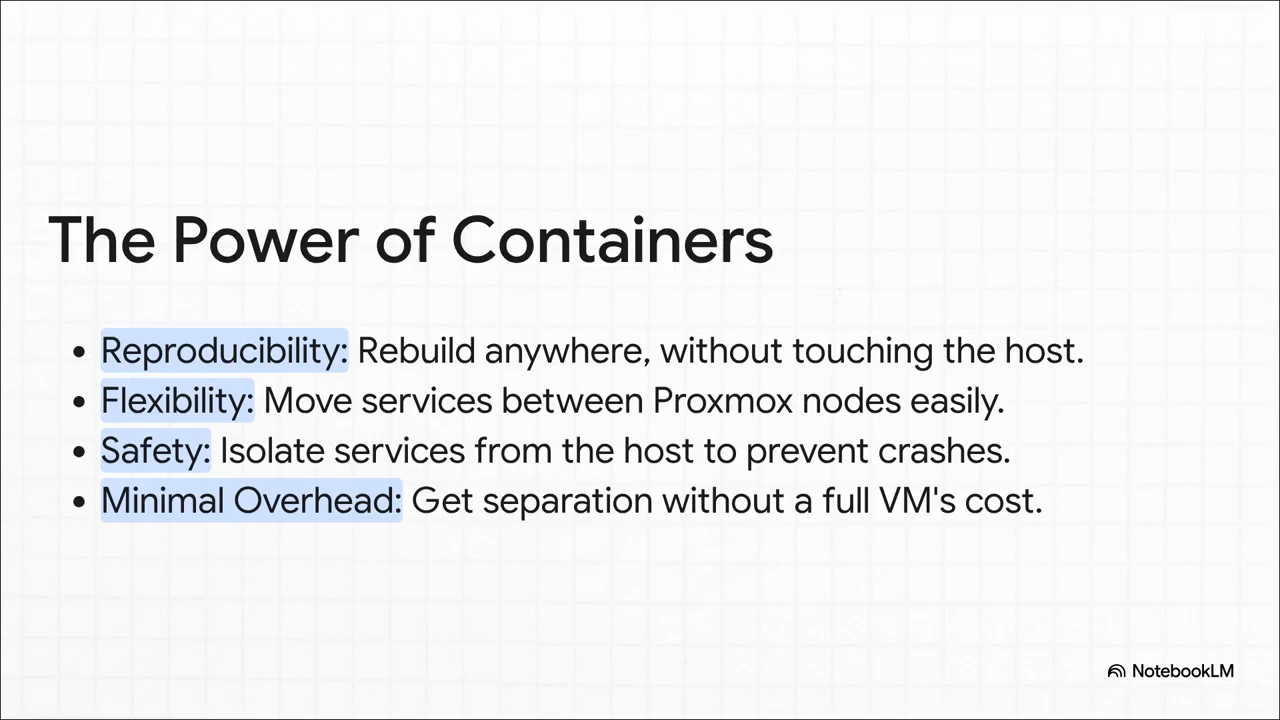 The Power of Containers
• Reproducibility: Rebuild anywhere, without touching the host.
• Flexibility: Move services between Proxmox nodes easily.
• Safety: Isolate services from the host to prevent crashes.
• Minimal Overhead: Get separation without a full VM's cost.
NotebookLM